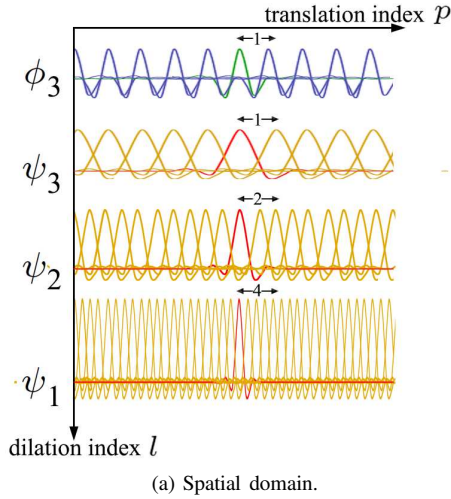 translation index p
1
ϕ₃
1
ψ₃
2
ψ₂
4
ψ₁
dilation index l
(a) Spatial domain.